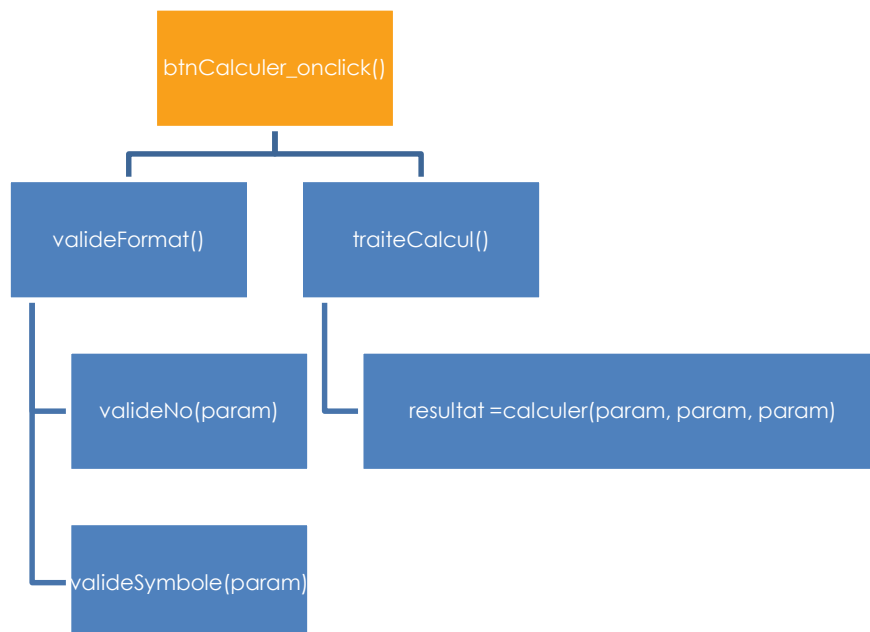 btnCalculer_onclick()
valideFormat()
traiteCalcul()
valideNo(param)
resultat =calculer(param, param, param)
valideSymbole(param)